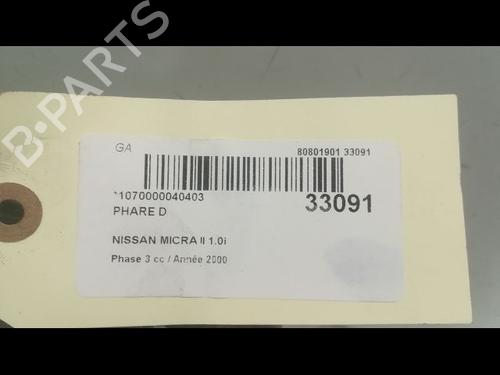 B-PARTS
GA
80801901 33091
*1070000040403
33091
PHARE D
NISSAN MICRA II 1.0i
Phase 3 cc / Année 2000